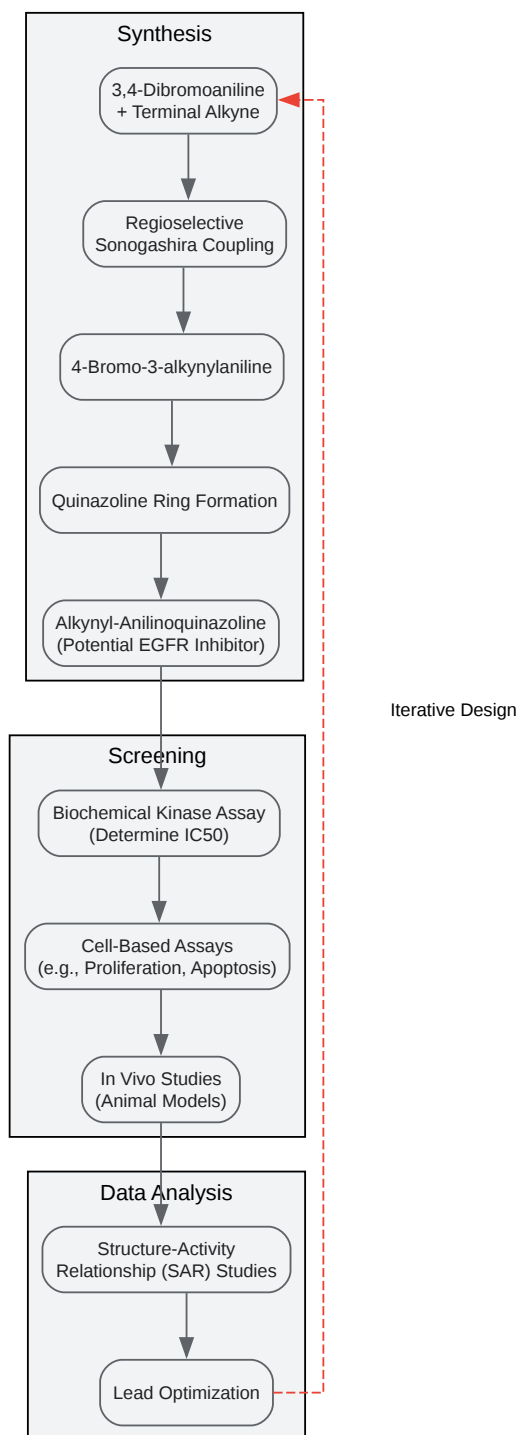 Synthesis
3,4-Dibromoaniline
+ Terminal Alkyne
Regioselective
Sonogashira Coupling
4-Bromo-3-alkynylaniline
Quinazoline Ring Formation
Alkynyl-Anilinoquinazoline
(Potential EGFR Inhibitor)
Iterative Design
Screening
Biochemical Kinase Assay
(Determine IC50)
Cell-Based Assays
(e.g., Proliferation, Apoptosis)
In Vivo Studies
(Animal Models)
Data Analysis
Structure-Activity
Relationship (SAR) Studies
Lead Optimization